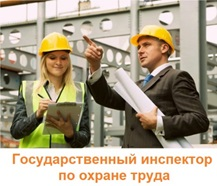 Государственный инспектор
по охране труда